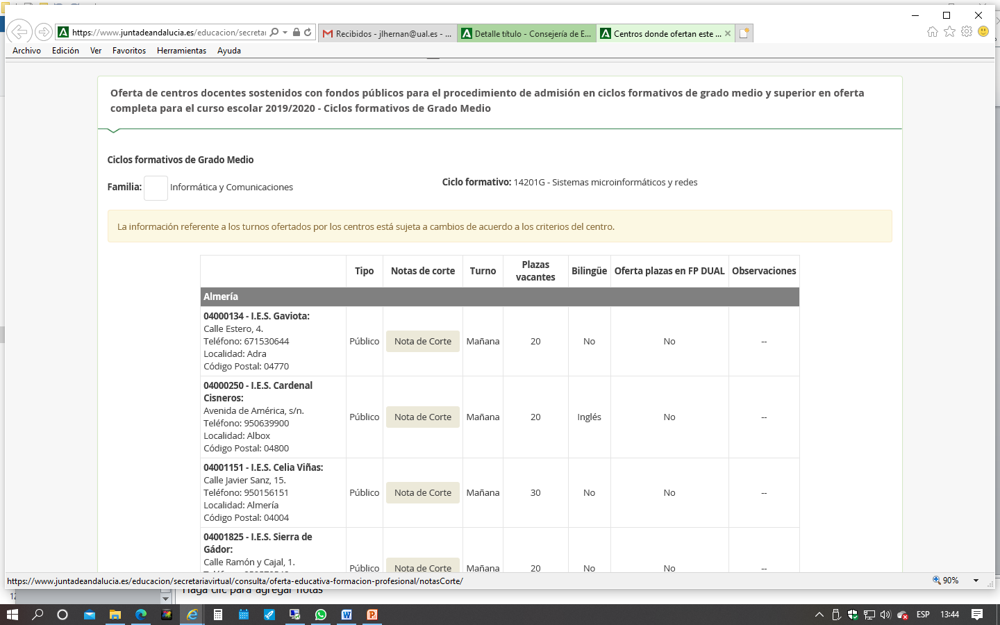 https://www.juntadeandalucia.es/educacion/secretar
Recibidos - jlhernan@ual.es - ...
Detalle título - Consejería de E...
Centros donde ofertan este ...
Archivo Edición Ver Favoritos Herramientas Ayuda
Oferta de centros docentes sostenidos con fondos públicos para el procedimiento de admisión en ciclos formativos de grado medio y superior en oferta
completa para el curso escolar 2019/2020 - Ciclos formativos de Grado Medio
Ciclos formativos de Grado Medio
Familia: Informática y Comunicaciones
Ciclo formativo: 14201G - Sistemas microinformáticos y redes
La información referente a los turnos ofertados por los centros está sujeta a cambios de acuerdo a los criterios del centro.
Tipo Notas de corte Turno Plazas vacantes Bilingüe Oferta plazas en FP DUAL Observaciones
Almería
04000134 - I.E.S. Gaviota:
Calle Estero, 4.
Teléfono: 671530644
Localidad: Adra
Código Postal: 04770
Público Nota de Corte Mañana 20 No No --
04000250 - I.E.S. Cardenal
Cisneros:
Avenida de América, s/n.
Teléfono: 950639900
Localidad: Albox
Código Postal: 04800
Público Nota de Corte Mañana 20 Inglés No --
04001151 - I.E.S. Celia Viñas:
Calle Javier Sanz, 15.
Teléfono: 950156151
Localidad: Almería
Código Postal: 04004
Público Nota de Corte Mañana 30 No No --
04001825 - I.E.S. Sierra de
Gádor:
Calle Ramón y Cajal, 1.
Público Nota de Corte Mañana 20 No No --
https://www.juntadeandalucia.es/educacion/secretariavirtual/consulta/oferta-educativa-formacion-profesional/notasCorte/
90%
Haga clic para agregar notas
12
ESP 13:44